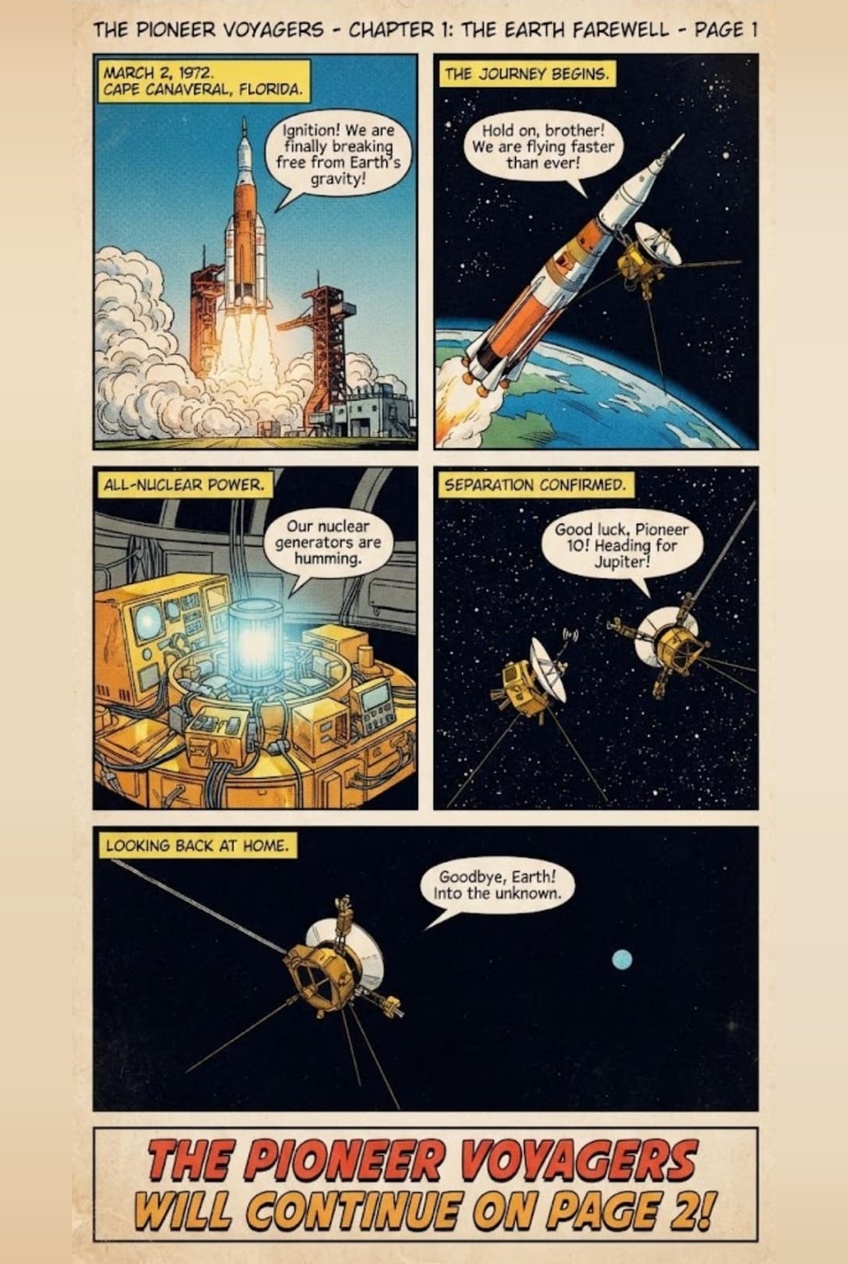 THE PIONEER VOYAGERS - CHAPTER 1: THE EARTH FAREWELL - PAGE 1
MARCH 2, 1972.
CAPE CANAVERAL, FLORIDA.
Ignition! We are
finally breaking
free from Earth's
gravity!
THE JOURNEY BEGINS.
Hold on, brother!
We are flying faster
than ever!
ALL-NUCLEAR POWER.
Our nuclear
generators are
humming.
SEPARATION CONFIRMED.
Good luck, Pioneer
10! Heading for
Jupiter!
LOOKING BACK AT HOME.
Goodbye, Earth!
Into the unknown.
THE PIONEER VOYAGERS
WILL CONTINUE ON PAGE 2!